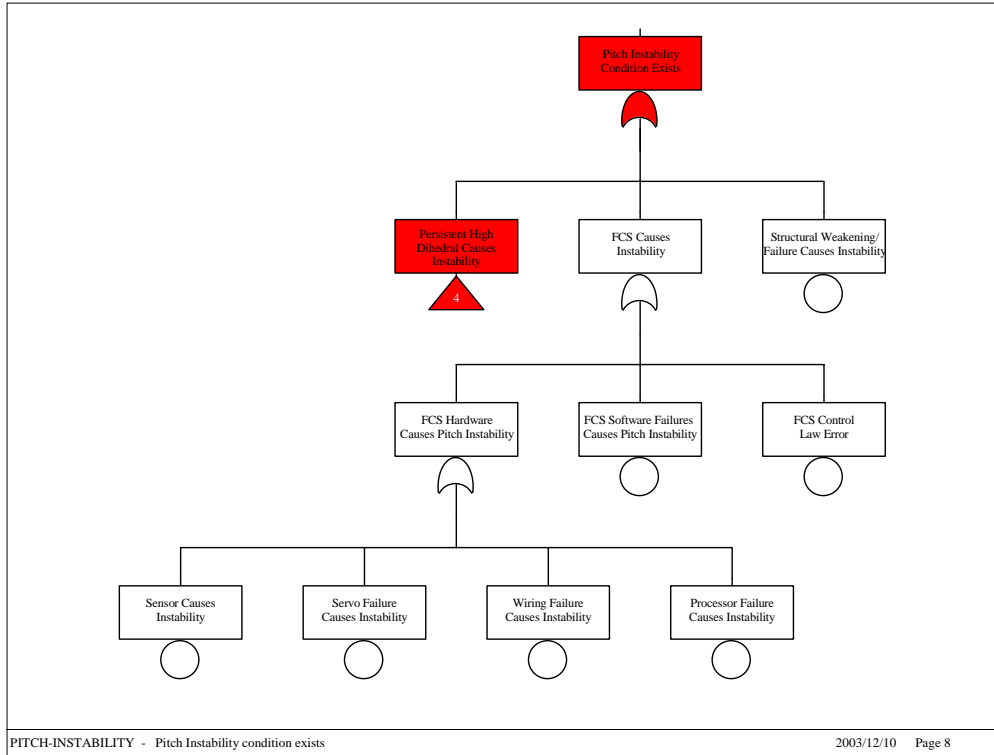 Pitch Instability
Condition Exists
Persistent High
Dihedral Causes
Instability
4
FCS Causes
Instability
Structural Weakening/
Failure Causes Instability
FCS Hardware
Causes Pitch Instability
FCS Software Failures
Causes Pitch Instability
FCS Control
Law Error
Sensor Causes
Instability
Servo Failure
Causes Instability
Wiring Failure
Causes Instability
Processor Failure
Causes Instability
PITCH-INSTABILITY - Pitch Instability condition exists
2003/12/10 Page 8